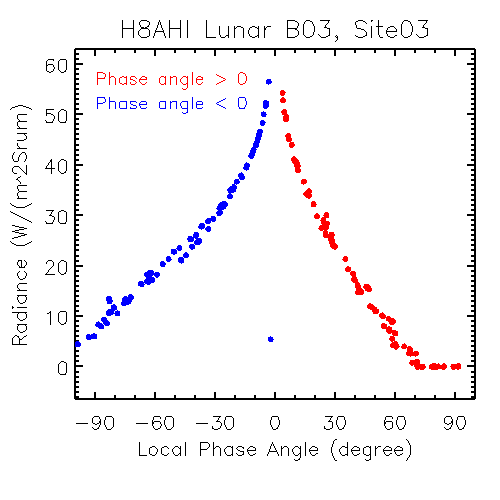 H8AHI Lunar B03, Site03
Phase angle > 0
Phase angle < 0
Radiance (W/(m^2Srum)
60
50
40
30
20
10
0
-90 -60 -30 0 30 60 90
Local Phase Angle (degree)